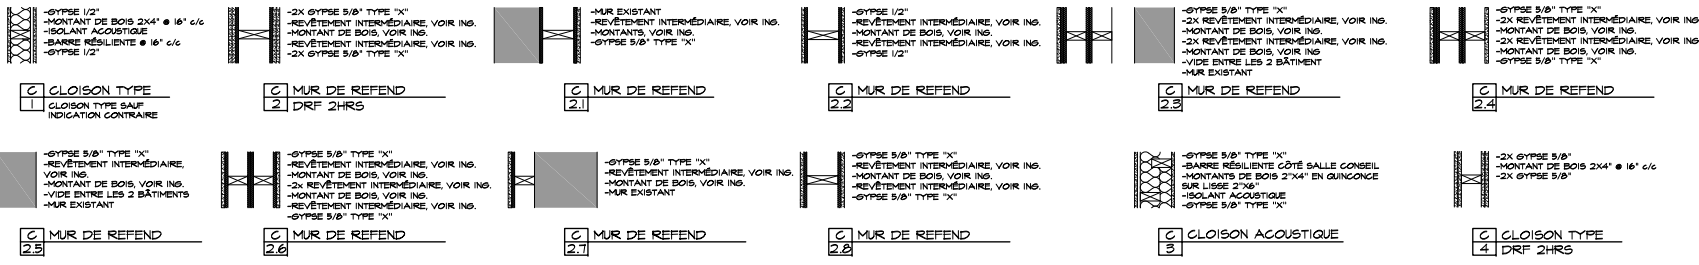 -GYPSE 1/2"
-MONTANT DE BOIS 2X4" @ 16" c/c
-ISOLANT ACOUSTIQUE
-BARRE RÉSILIENTE @ 16" c/c
-GYPSE 1/2"
C CLOISON TYPE
1 CLOISON TYPE SAUF
INDICATION CONTRAIRE
-2X GYPSE 5/8" TYPE "X"
-REVÊTEMENT INTERMÉDIAIRE, VOIR ING.
-MONTANT DE BOIS, VOIR ING.
-REVÊTEMENT INTERMÉDIAIRE, VOIR ING.
-2X GYPSE 5/8" TYPE "X"
C MUR DE REFEND
2 DRF 2HRS
-MUR EXISTANT
-REVÊTEMENT INTERMÉDIAIRE, VOIR ING.
-MONTANTS, VOIR ING.
-GYPSE 5/8" TYPE "X"
C MUR DE REFEND
2.1
-GYPSE 1/2"
-REVÊTEMENT INTERMÉDIAIRE, VOIR ING.
-MONTANT DE BOIS, VOIR ING.
-REVÊTEMENT INTERMÉDIAIRE, VOIR ING.
-GYPSE 1/2"
C MUR DE REFEND
2.2
-GYPSE 5/8" TYPE "X"
-2X REVÊTEMENT INTERMÉDIAIRE, VOIR ING.
-MONTANT DE BOIS, VOIR ING.
-2X REVÊTEMENT INTERMÉDIAIRE, VOIR ING.
-MONTANT DE BOIS, VOIR ING
-VIDE ENTRE LES 2 BÂTIMENT
-MUR EXISTANT
C MUR DE REFEND
2.3
-GYPSE 5/8" TYPE "X"
-2X REVÊTEMENT INTERMÉDIAIRE, VOIR ING
-MONTANT DE BOIS, VOIR ING.
-2X REVÊTEMENT INTERMÉDIAIRE, VOIR ING
-MONTANT DE BOIS, VOIR ING.
-GYPSE 5/8" TYPE "X"
C MUR DE REFEND
2.4
-GYPSE 5/8" TYPE "X"
-REVÊTEMENT INTERMÉDIAIRE,
VOIR ING.
-MONTANT DE BOIS, VOIR ING.
-VIDE ENTRE LES 2 BÂTIMENTS
-MUR EXISTANT
C MUR DE REFEND
2.5
-GYPSE 5/8" TYPE "X"
-REVÊTEMENT INTERMÉDIAIRE, VOIR ING.
-MONTANT DE BOIS, VOIR ING.
-2x REVÊTEMENT INTERMÉDIAIRE, VOIR ING.
-MONTANT DE BOIS, VOIR ING.
-REVÊTEMENT INTERMÉDIAIRE, VOIR ING.
-GYPSE 5/8" TYPE "X"
C MUR DE REFEND
2.6
-GYPSE 5/8" TYPE "X"
-REVÊTEMENT INTERMÉDIAIRE, VOIR ING.
-MONTANT DE BOIS, VOIR ING.
-MUR EXISTANT
C MUR DE REFEND
2.7
-GYPSE 5/8" TYPE "X"
-REVÊTEMENT INTERMÉDIAIRE, VOIR ING.
-MONTANT DE BOIS, VOIR ING.
-REVÊTEMENT INTERMÉDIAIRE, VOIR ING.
-GYPSE 5/8" TYPE "X"
C MUR DE REFEND
2.8
-GYPSE 5/8" TYPE "X"
-BARRE RÉSILIENTE CÔTÉ SALLE CONSEIL
-MONTANTS DE BOIS 2"X4" EN QUINCONCE
SUR LISSE 2"X6"
-ISOLANT ACOUSTIQUE
-GYPSE 5/8" TYPE "X"
C CLOISON ACOUSTIQUE
3
-2X GYPSE 5/8"
-MONTANT DE BOIS 2X4" @ 16" c/c
-2X GYPSE 5/8"
C CLOISON TYPE
4 DRF 2HRS